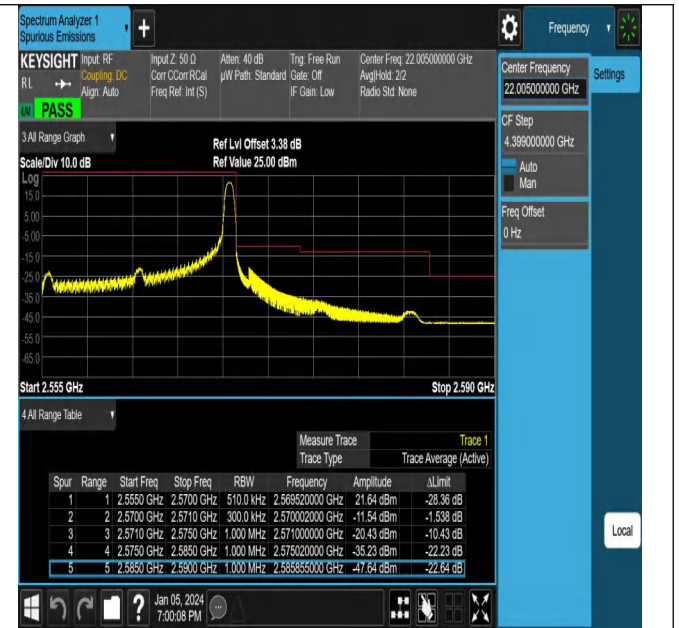 Spectrum Analyzer 1
Spurious Emissions
Frequency
KEYSIGHT Input: RF Input Z: 50 Ω Atten: 40 dB Trig: Free Run Center Freq: 22.005000000 GHz
RL Coupling: DC Corr CCorr RCal µW Path: Standard Gate: Off Avg|Hold: 2/2
Align: Auto Freq Ref: Int (S) IF Gain: Low Radio Std: None
PASS
Center Frequency
22.005000000 GHz
Settings
CF Step
4.399000000 GHz
Auto
Man
Freq Offset
0 Hz
3 All Range Graph
Ref Lvl Offset 3.38 dB
Scale/Div 10.0 dB Ref Value 25.00 dBm
Log
15.0
5.00
-5.00
-15.0
-25.0
-35.0
-45.0
-55.0
-65.0
Start 2.555 GHz Stop 2.590 GHz
4 All Range Table
Measure Trace Trace 1
Trace Type Trace Average (Active)
Spur Range Start Freq Stop Freq RBW Frequency Amplitude ΔLimit
1 1 2.5550 GHz 2.5700 GHz 510.0 kHz 2.569520000 GHz 21.64 dBm -28.36 dB
2 2 2.5700 GHz 2.5710 GHz 300.0 kHz 2.570002000 GHz -11.54 dBm -1.538 dB
3 3 2.5710 GHz 2.5750 GHz 1.000 MHz 2.571000000 GHz -20.43 dBm -10.43 dB
4 4 2.5750 GHz 2.5850 GHz 1.000 MHz 2.575020000 GHz -35.23 dBm -22.23 dB
5 5 2.5850 GHz 2.5900 GHz 1.000 MHz 2.585855000 GHz -47.64 dBm -22.64 dB
Local
Jan 05, 2024
7:00:08 PM